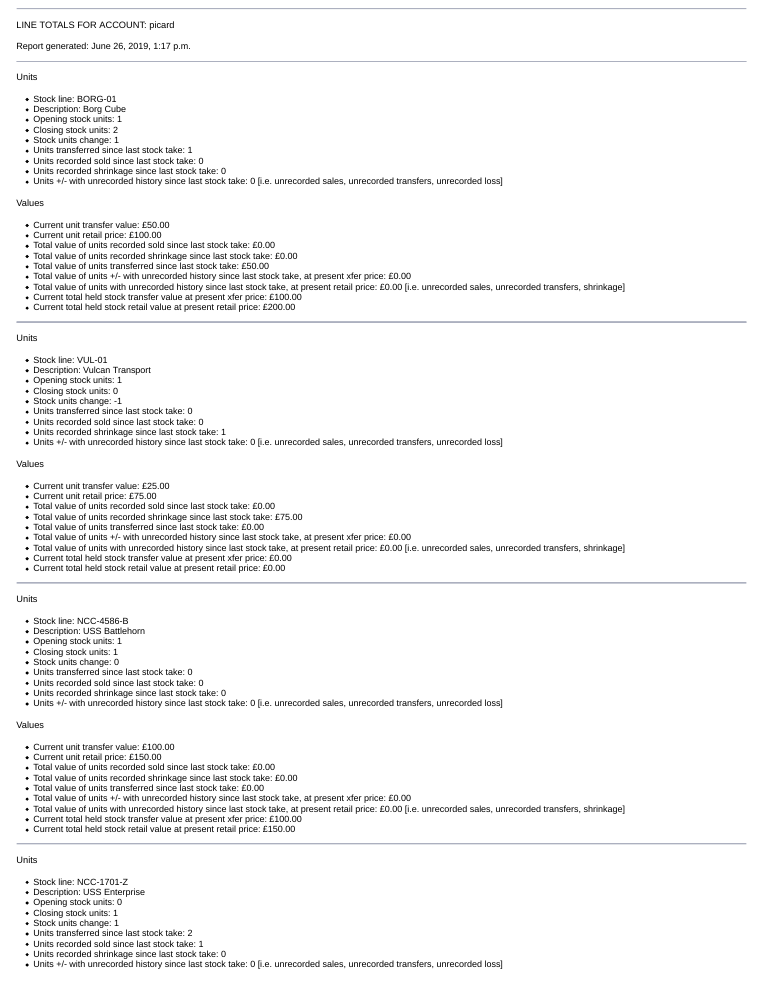 LINE TOTALS FOR ACCOUNT: picard
Report generated: June 26, 2019, 1:17 p.m.
Units
• Stock line: BORG-01
• Description: Borg Cube
• Opening stock units: 1
• Closing stock units: 2
• Stock units change: 1
• Units transferred since last stock take: 1
• Units recorded sold since last stock take: 0
• Units recorded shrinkage since last stock take: 0
• Units +/- with unrecorded history since last stock take: 0 [i.e. unrecorded sales, unrecorded transfers, unrecorded loss]
Values
• Current unit transfer value: £50.00
• Current unit retail price: £100.00
• Total value of units recorded sold since last stock take: £0.00
• Total value of units recorded shrinkage since last stock take: £0.00
• Total value of units transferred since last stock take: £50.00
• Total value of units +/- with unrecorded history since last stock take, at present xfer price: £0.00
• Total value of units with unrecorded history since last stock take, at present retail price: £0.00 [i.e. unrecorded sales, unrecorded transfers, shrinkage]
• Current total held stock transfer value at present xfer price: £100.00
• Current total held stock retail value at present retail price: £200.00
Units
• Stock line: VUL-01
• Description: Vulcan Transport
• Opening stock units: 1
• Closing stock units: 0
• Stock units change: -1
• Units transferred since last stock take: 0
• Units recorded sold since last stock take: 0
• Units recorded shrinkage since last stock take: 1
• Units +/- with unrecorded history since last stock take: 0 [i.e. unrecorded sales, unrecorded transfers, unrecorded loss]
Values
• Current unit transfer value: £25.00
• Current unit retail price: £75.00
• Total value of units recorded sold since last stock take: £0.00
• Total value of units recorded shrinkage since last stock take: £75.00
• Total value of units transferred since last stock take: £0.00
• Total value of units +/- with unrecorded history since last stock take, at present xfer price: £0.00
• Total value of units with unrecorded history since last stock take, at present retail price: £0.00 [i.e. unrecorded sales, unrecorded transfers, shrinkage]
• Current total held stock transfer value at present xfer price: £0.00
• Current total held stock retail value at present retail price: £0.00
Units
• Stock line: NCC-4586-B
• Description: USS Battlehorn
• Opening stock units: 1
• Closing stock units: 1
• Stock units change: 0
• Units transferred since last stock take: 0
• Units recorded sold since last stock take: 0
• Units recorded shrinkage since last stock take: 0
• Units +/- with unrecorded history since last stock take: 0 [i.e. unrecorded sales, unrecorded transfers, unrecorded loss]
Values
• Current unit transfer value: £100.00
• Current unit retail price: £150.00
• Total value of units recorded sold since last stock take: £0.00
• Total value of units recorded shrinkage since last stock take: £0.00
• Total value of units transferred since last stock take: £0.00
• Total value of units +/- with unrecorded history since last stock take, at present xfer price: £0.00
• Total value of units with unrecorded history since last stock take, at present retail price: £0.00 [i.e. unrecorded sales, unrecorded transfers, shrinkage]
• Current total held stock transfer value at present xfer price: £100.00
• Current total held stock retail value at present retail price: £150.00
Units
• Stock line: NCC-1701-Z
• Description: USS Enterprise
• Opening stock units: 0
• Closing stock units: 1
• Stock units change: 1
• Units transferred since last stock take: 2
• Units recorded sold since last stock take: 1
• Units recorded shrinkage since last stock take: 0
• Units +/- with unrecorded history since last stock take: 0 [i.e. unrecorded sales, unrecorded transfers, unrecorded loss]